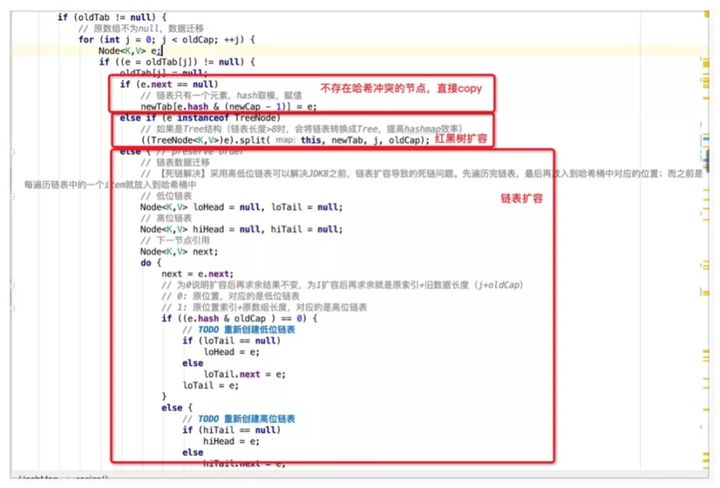 if (oldTab != null) {
// 原数组不为null，数据迁移
for (int j = 0; j < oldCap; ++j) {
Node<K,V> e;
if ((e = oldTab[j]) != null) {
oldTab[j] = null;
if (e.next == null) 不存在哈希冲突的节点，直接copy
// 链表只有一个元素，hash取模，赋值
newTab[e.hash & (newCap - 1)] = e;
else if (e instanceof TreeNode)
// 如果是Tree结构（链表长度>8时，会将链表转换成Tree，提高hashmap效率）
((TreeNode<K,V>)e).split( map: this, newTab, j, oldCap); 红黑树扩容
else { // preserve order
// 链表数据迁移
// 【死链解决】采用高低位链表可以解决JDK8之前，链表扩容导致的死链问题。先遍历完链表，最后再放入到哈希桶中对应的位置；而之前是
每遍历链表中的一个item就放入到哈希桶中
链表扩容
// 低位链表
Node<K,V> loHead = null, loTail = null;
// 高位链表
Node<K,V> hiHead = null, hiTail = null;
// 下一节点引用
Node<K,V> next;
do {
next = e.next;
// 为0说明扩容后再求余结果不变，为1扩容后再求余就是原索引+旧数据长度（j+oldCap）
// 0: 原位置，对应的是低位链表
// 1: 原位置索引+原数组长度，对应的是高位链表
if ((e.hash & oldCap ) == 0) {
// TODO 重新创建低位链表
if (loTail == null)
loHead = e;
else
loTail.next = e;
loTail = e;
}
else {
// TODO 重新创建高位链表
if (hiTail == null)
hiHead = e;
else
hiTail.next = e;
HashMap resize()